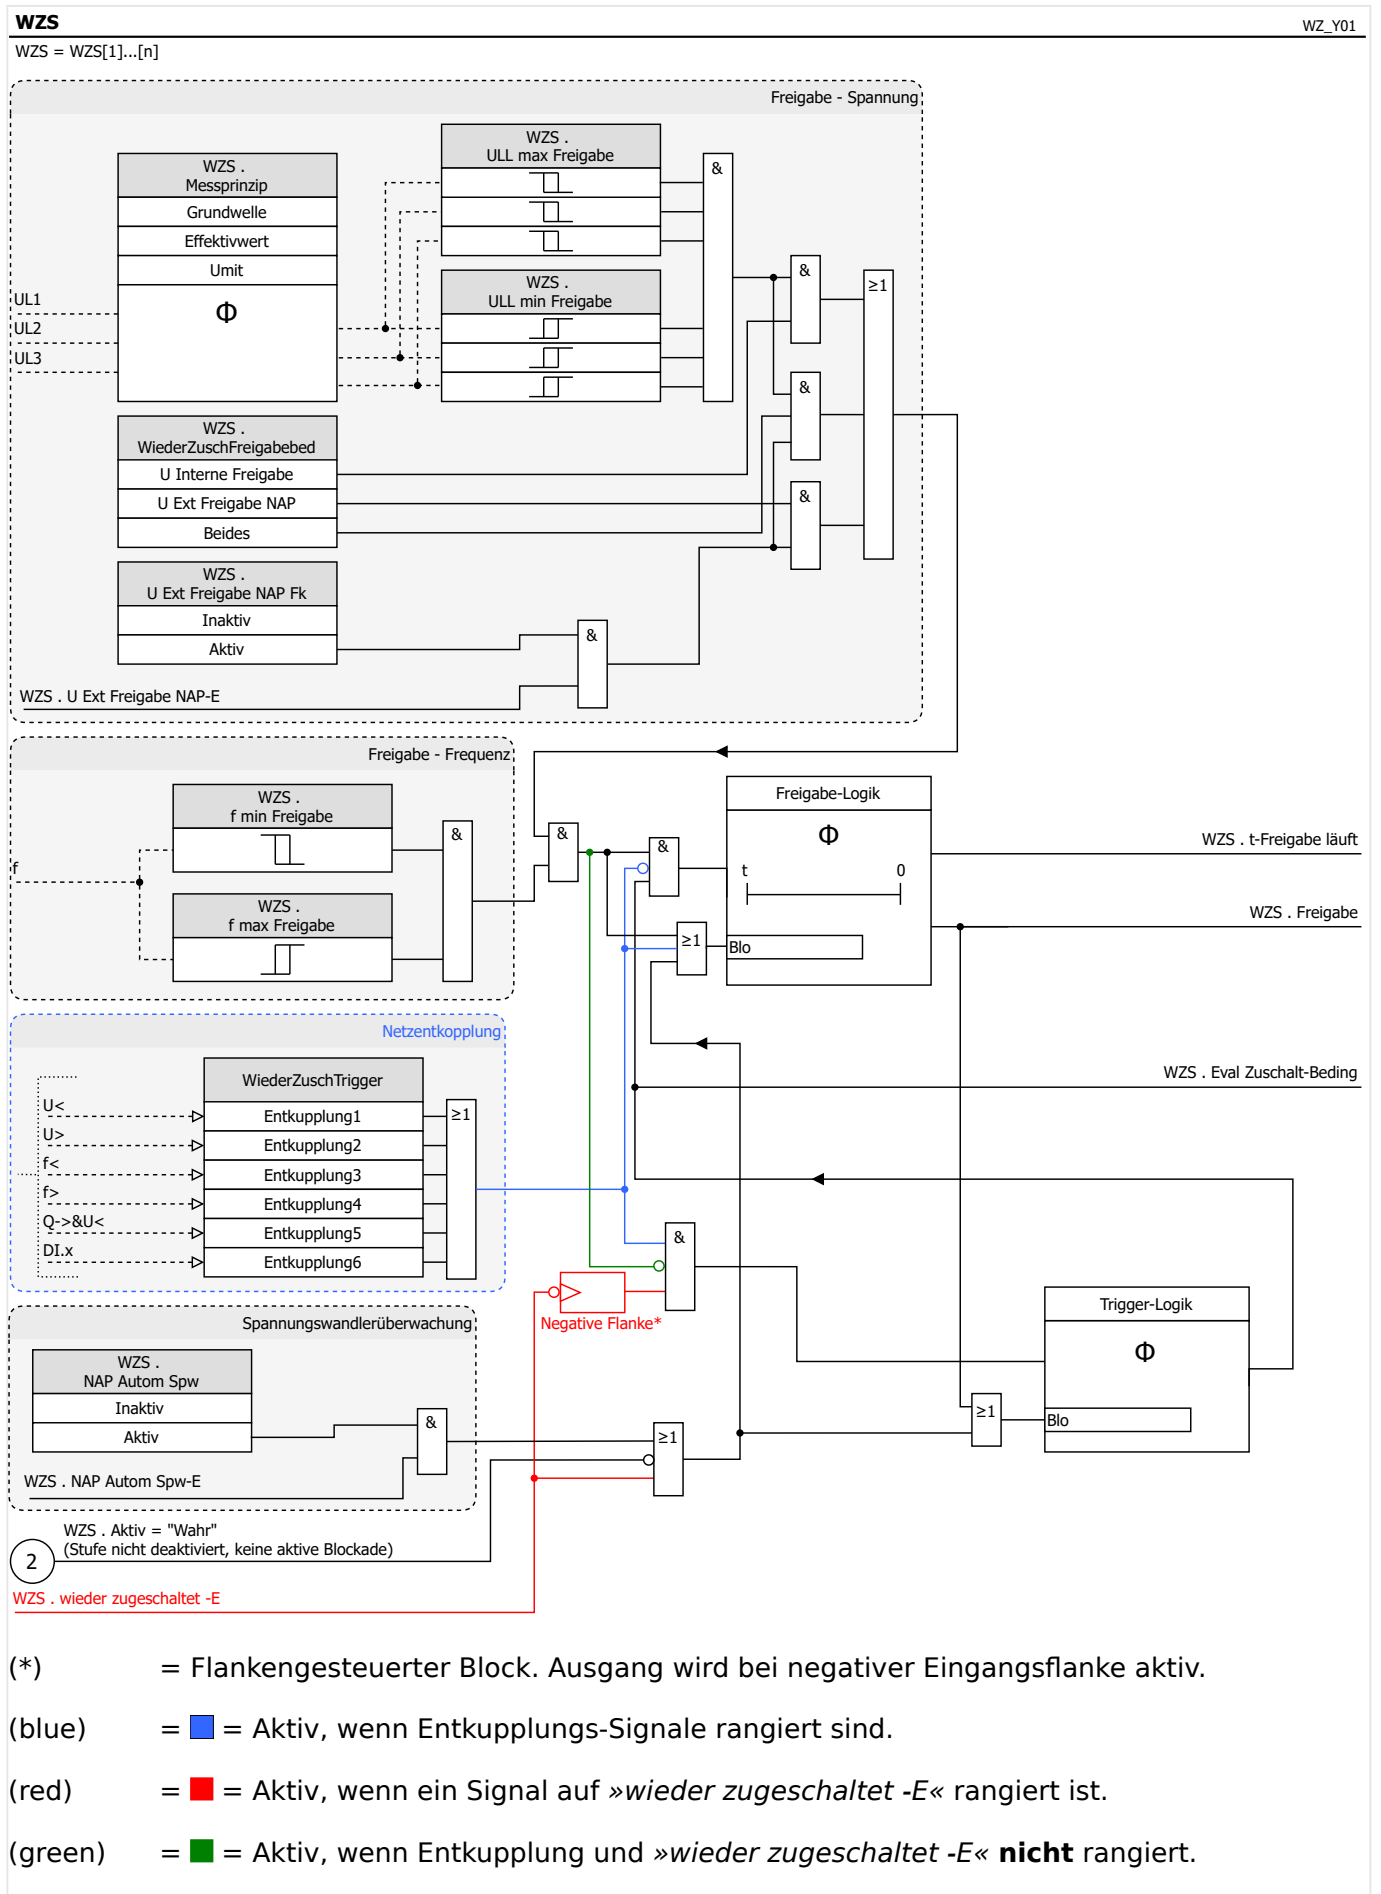 WZS
WZ_Y01
WZS = WZS[1]...[n]
Freigabe - Spannung
WZS .
Messprinzip
Grundwelle
Effektivwert
Umit
Φ
UL1
UL2
UL3
WZS .
ULL max Freigabe
WZS .
ULL min Freigabe
&
&
&
&
≥1
WZS .
WiederZuschFreigabebed
U Interne Freigabe
U Ext Freigabe NAP
Beides
WZS .
U Ext Freigabe NAP Fk
Inaktiv
Aktiv
&
WZS . U Ext Freigabe NAP-E
Freigabe - Frequenz
WZS .
f min Freigabe
f
WZS .
f max Freigabe
&
&
&
≥1
Freigabe-Logik
Φ
t 0
Blo
WZS . t-Freigabe läuft
WZS . Freigabe
Netzentkopplung
WiederZuschTrigger
U<
Entkupplung1
U>
Entkupplung2
f<
Entkupplung3
f>
Entkupplung4
Q->&U<
Entkupplung5
DI.x
Entkupplung6
≥1
WZS . Eval Zuschalt-Beding
&
Negative Flanke*
Trigger-Logik
Φ
Blo
≥1
Spannungswandlerüberwachung
WZS .
NAP Autom Spw
Inaktiv
Aktiv
&
≥1
WZS . NAP Autom Spw-E
WZS . Aktiv = "Wahr"
(Stufe nicht deaktiviert, keine aktive Blockade)
2
WZS . wieder zugeschaltet -E
(*) = Flankengesteuerter Block. Ausgang wird bei negativer Eingangsflanke aktiv.
(blue) = = Aktiv, wenn Entkupplungs-Signale rangiert sind.
(red) = = Aktiv, wenn ein Signal auf »wieder zugeschaltet -E« rangiert ist.
(green) = = Aktiv, wenn Entkupplung und »wieder zugeschaltet -E« nicht rangiert.